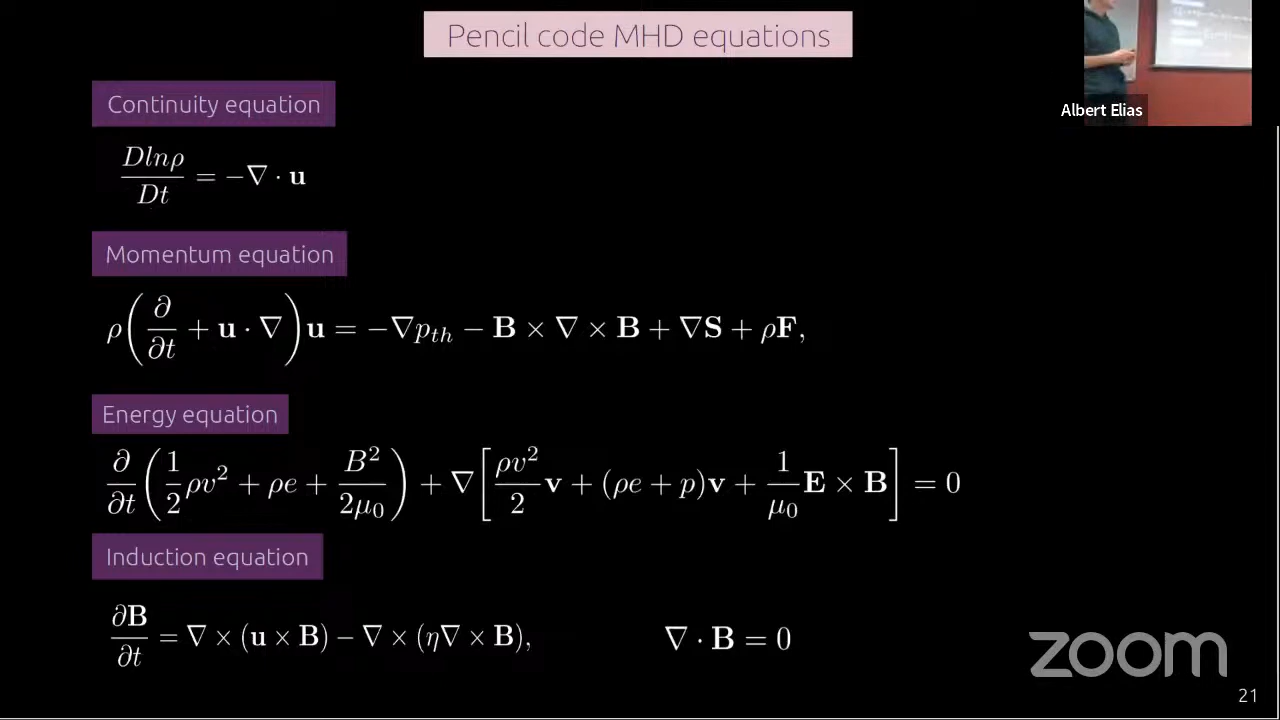 Pencil code MHD equations
Albert Elias
Continuity equation
Dlnρ/Dt = −∇ · u
Momentum equation
ρ(∂/∂t + u · ∇)u = −∇p_th − B × ∇ × B + ∇S + ρF,
Energy equation
∂/∂t(1/2 ρv² + ρe + B²/2μ₀) + ∇[ρv²/2 v + (ρe + p)v + 1/μ₀ E × B] = 0
Induction equation
∂B/∂t = ∇ × (u × B) − ∇ × (η∇ × B), ∇ · B = 0
zoom
21